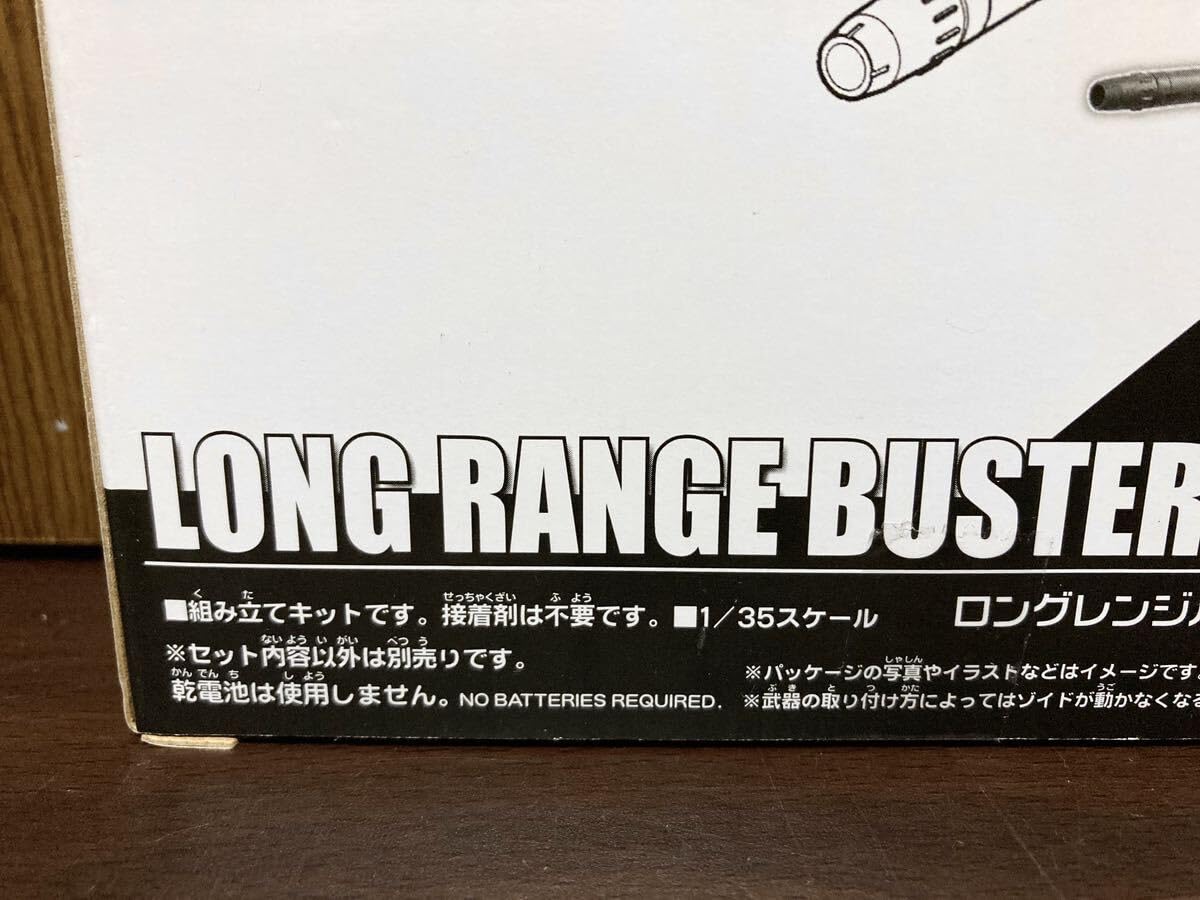 LONG RANGE BUSTER
■組み立てキットです。接着剤は不要です。■1/35スケール
ロングレンジ
※セット内容以外は別売りです。
乾電池は使用しません。NO BATTERIES REQUIRED.
※パッケージの写真やイラストなどはイメージです。
※武器の取り付け方によってはゾイドが動かなくなる